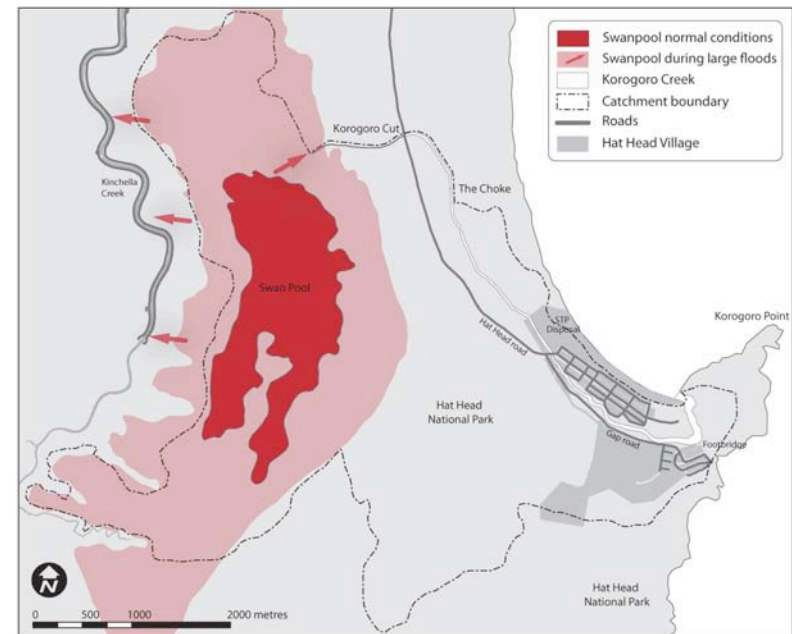 Swanpool normal conditions
Swanpool during large floods
Korogoro Creek
Catchment boundary
Roads
Hat Head Village
Korogoro Cut
Kinchella
Creek
The Choke
Swan Pool
Korogoro Point
STP
Disposal
Hat Head road
Hat Head
National Park
Gap road
Footbridge
Hat Head
National Park
N
0 500 1000 2000 metres